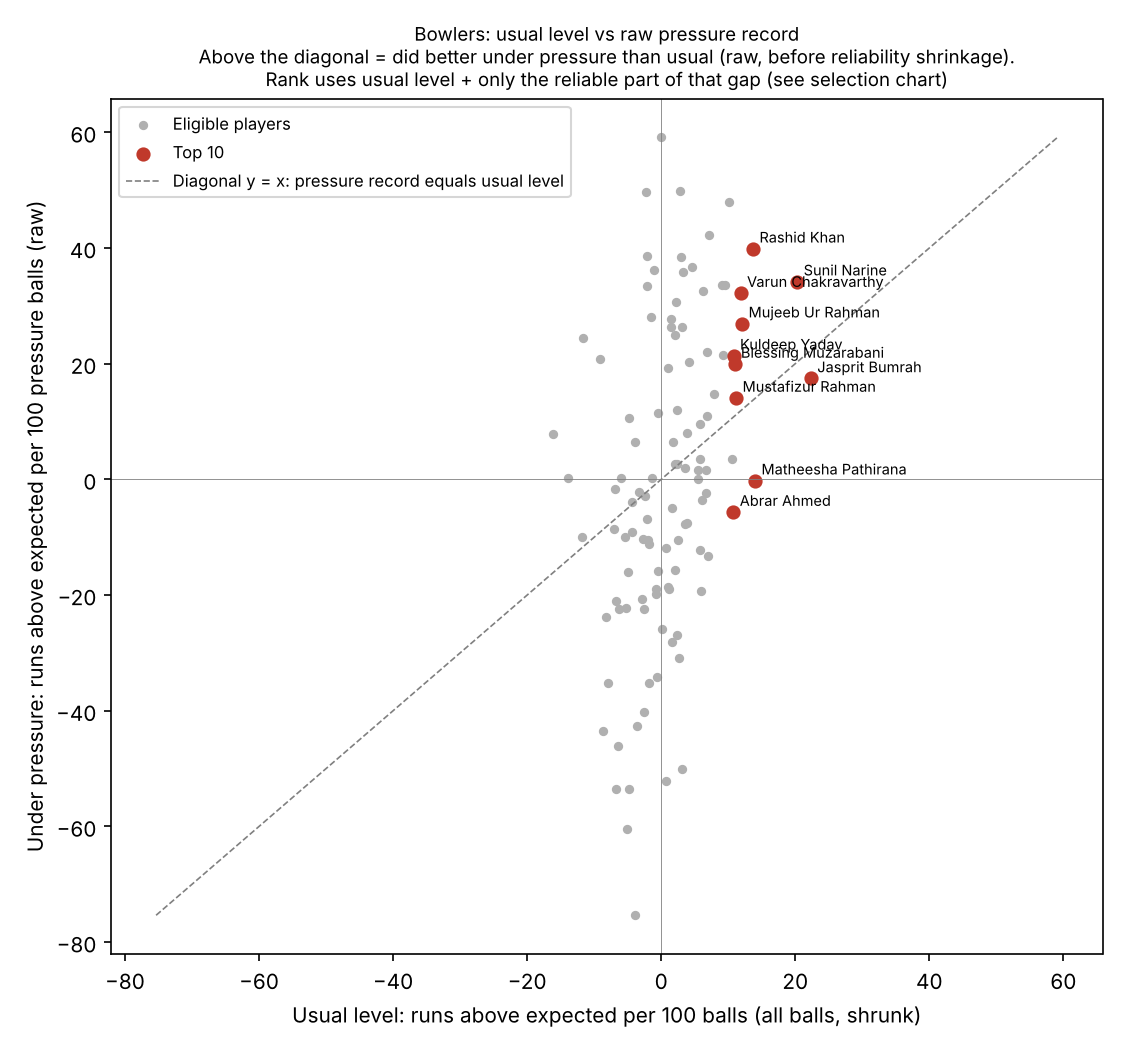 Bowlers: usual level vs raw pressure record
Above the diagonal = did better under pressure than usual (raw, before reliability shrinkage).
Rank uses usual level + only the reliable part of that gap (see selection chart)
Eligible players
Top 10
Diagonal y = x: pressure record equals usual level
60
40
20
0
−20
−40
−60
−80
Under pressure: runs above expected per 100 pressure balls (raw)
Rashid Khan
Sunil Narine
Varun Chakravarthy
Mujeeb Ur Rahman
Kuldeep Yadav
Blessing Muzarabani
Jasprit Bumrah
Mustafizur Rahman
Matheesha Pathirana
Abrar Ahmed
−80
−60
−40
−20
0
20
40
60
Usual level: runs above expected per 100 balls (all balls, shrunk)